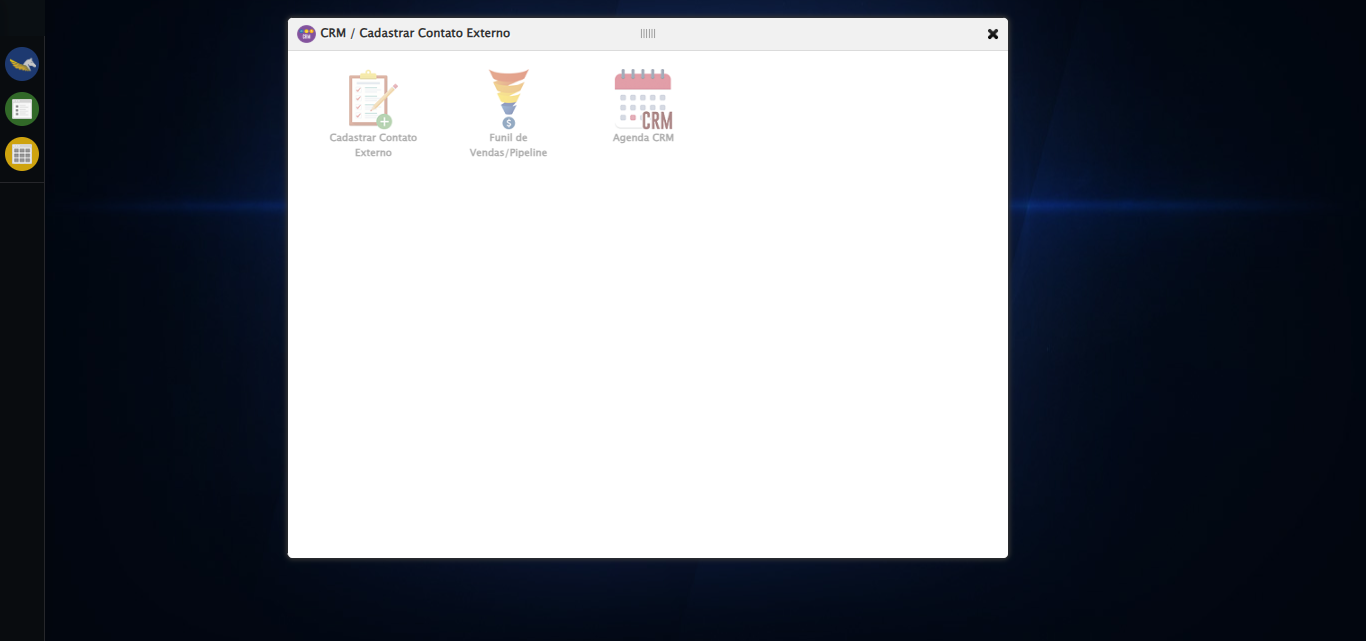 CRM / Cadastrar Contato Externo
Cadastrar Contato
Externo
Funil de
Vendas/Pipeline
CRM
Agenda CRM